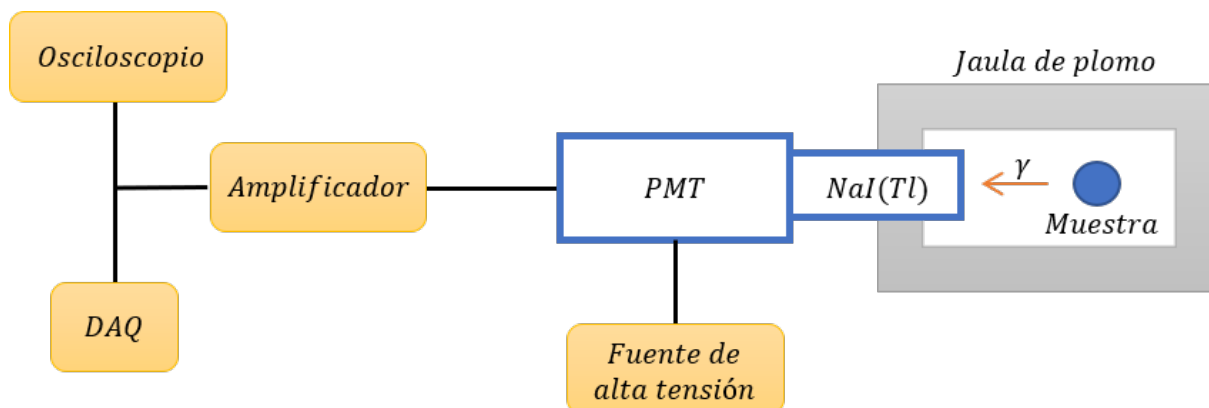 Osciloscopio
Jaula de plomo
Amplificador
PMT
NaI(Tl)
γ
Muestra
DAQ
Fuente de
alta tensión